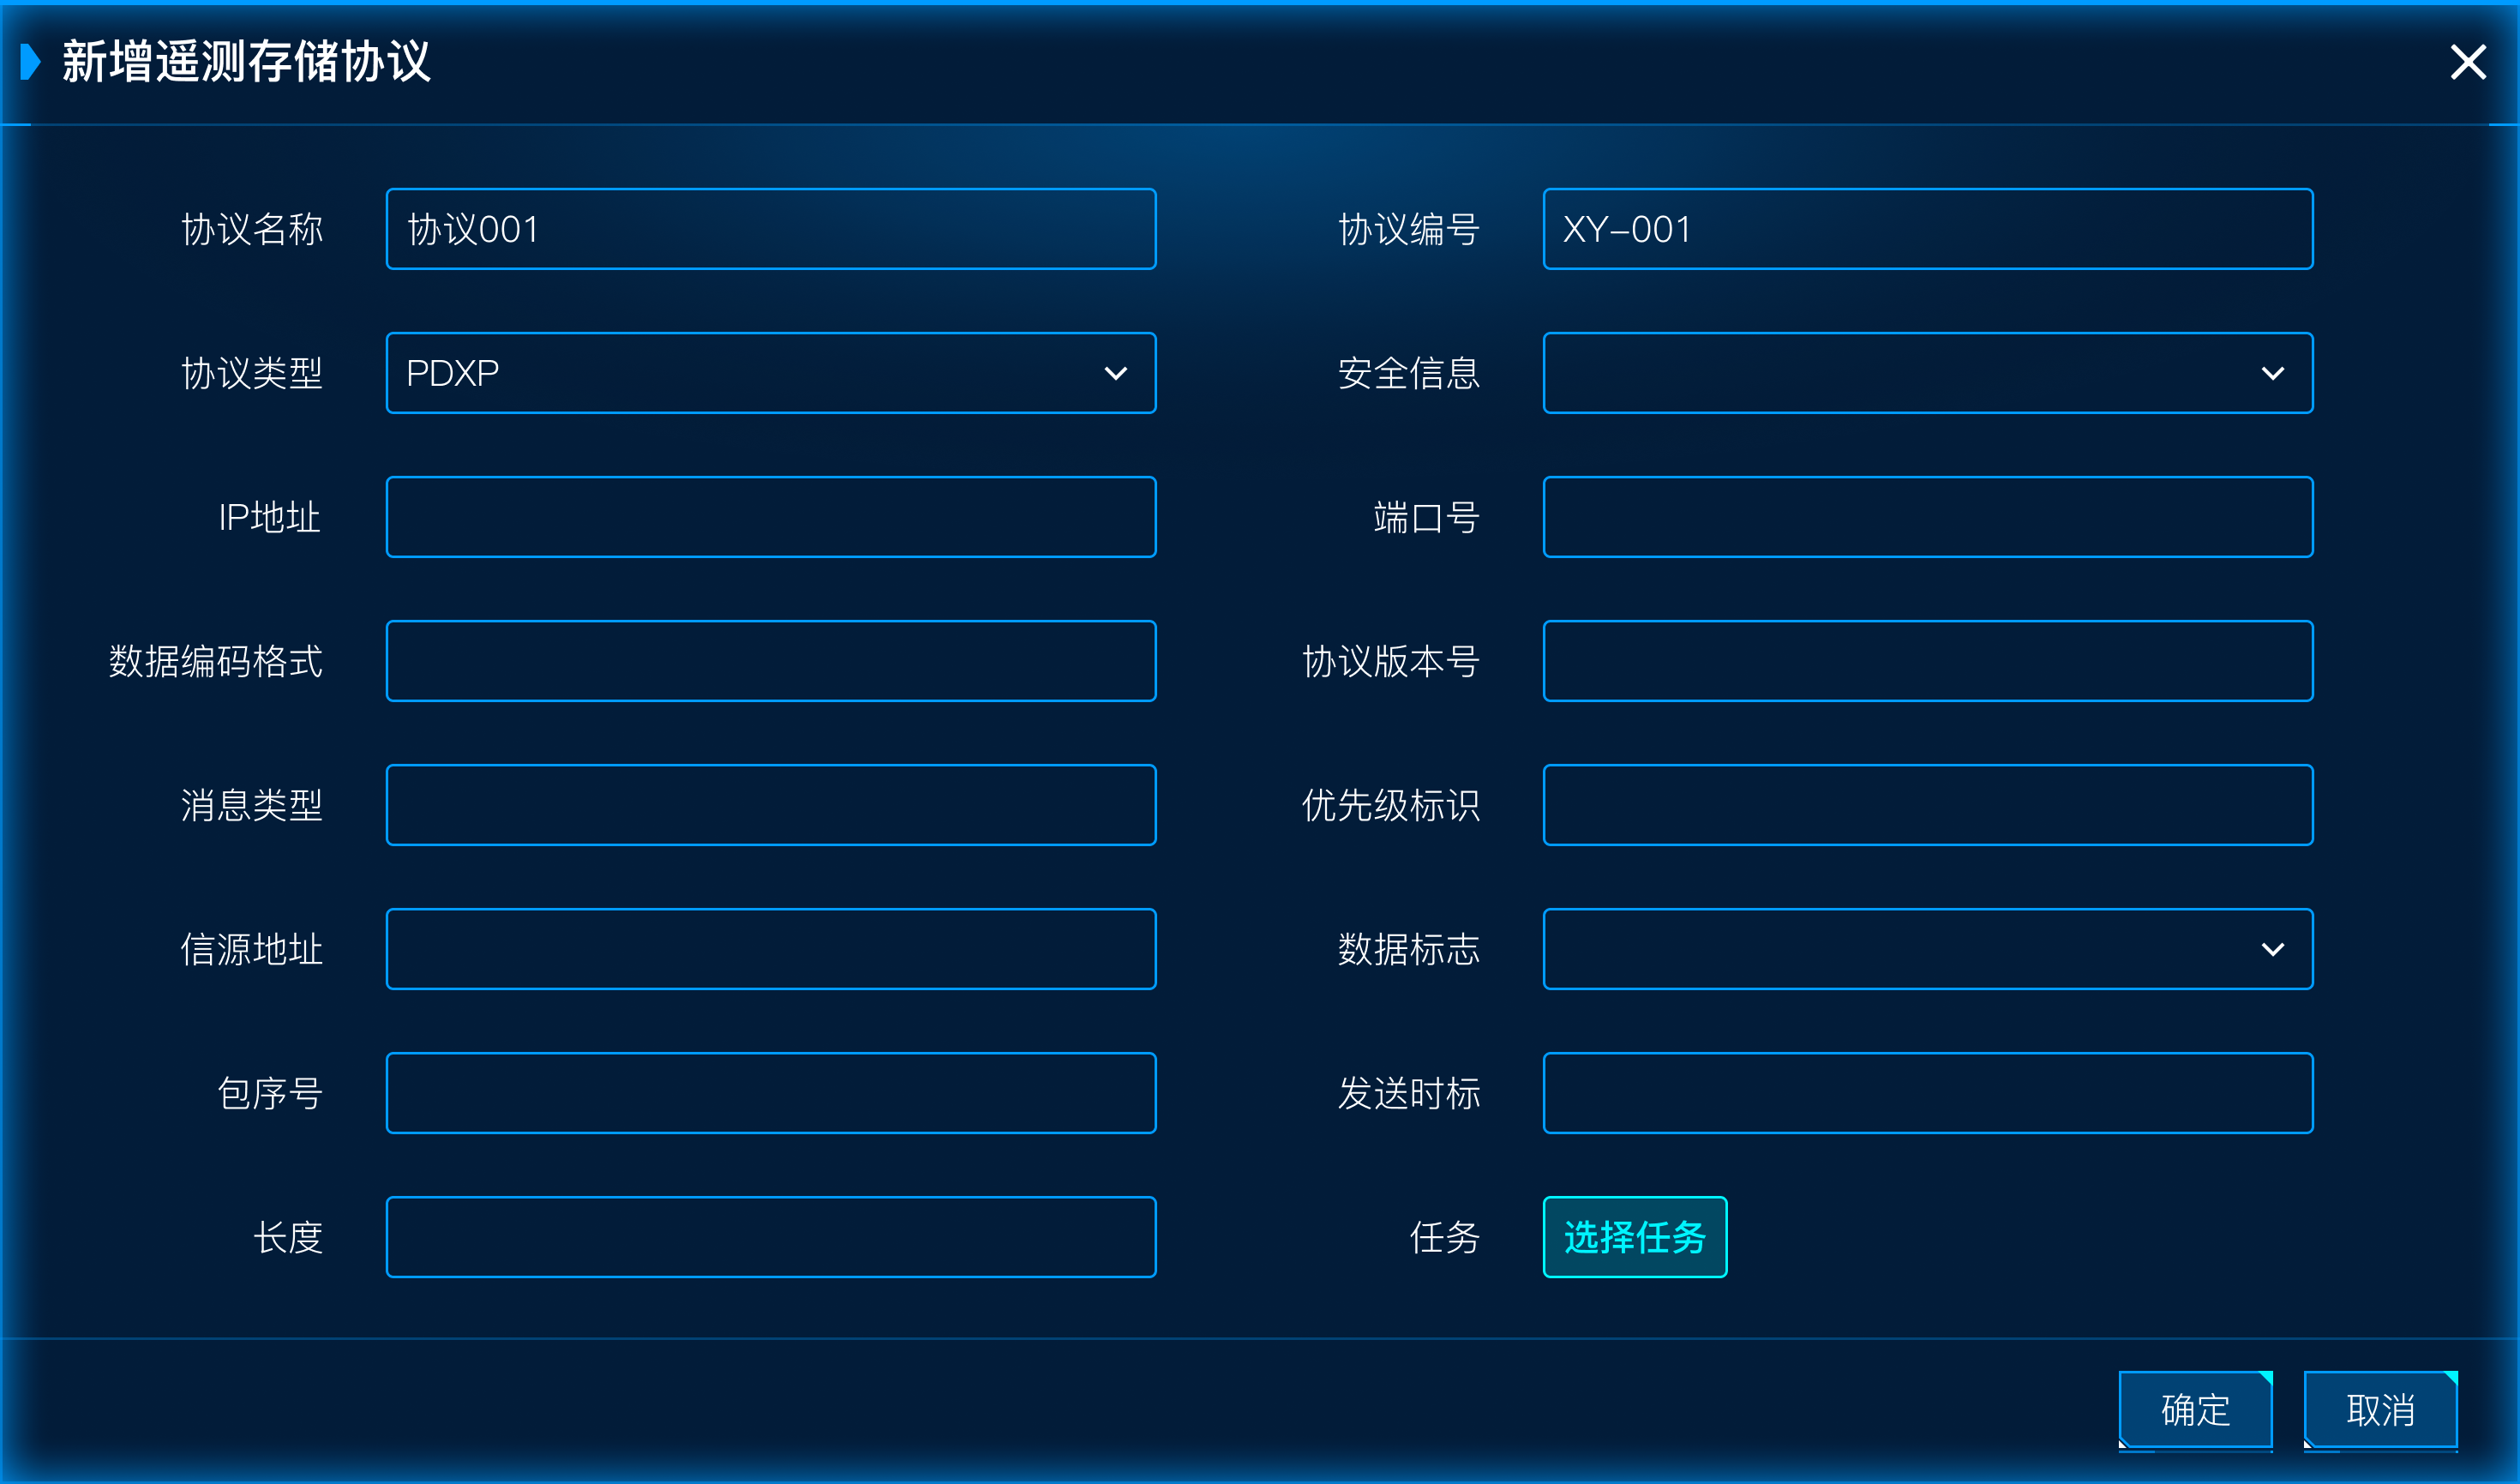 新增遥测存储协议
协议名称 协议001 协议编号 XY-001
协议类型 PDXP 安全信息
IP地址 端口号
数据编码格式 协议版本号
消息类型 优先级标识
信源地址 数据标志
包序号 发送时标
长度 任务 选择任务
确定 取消